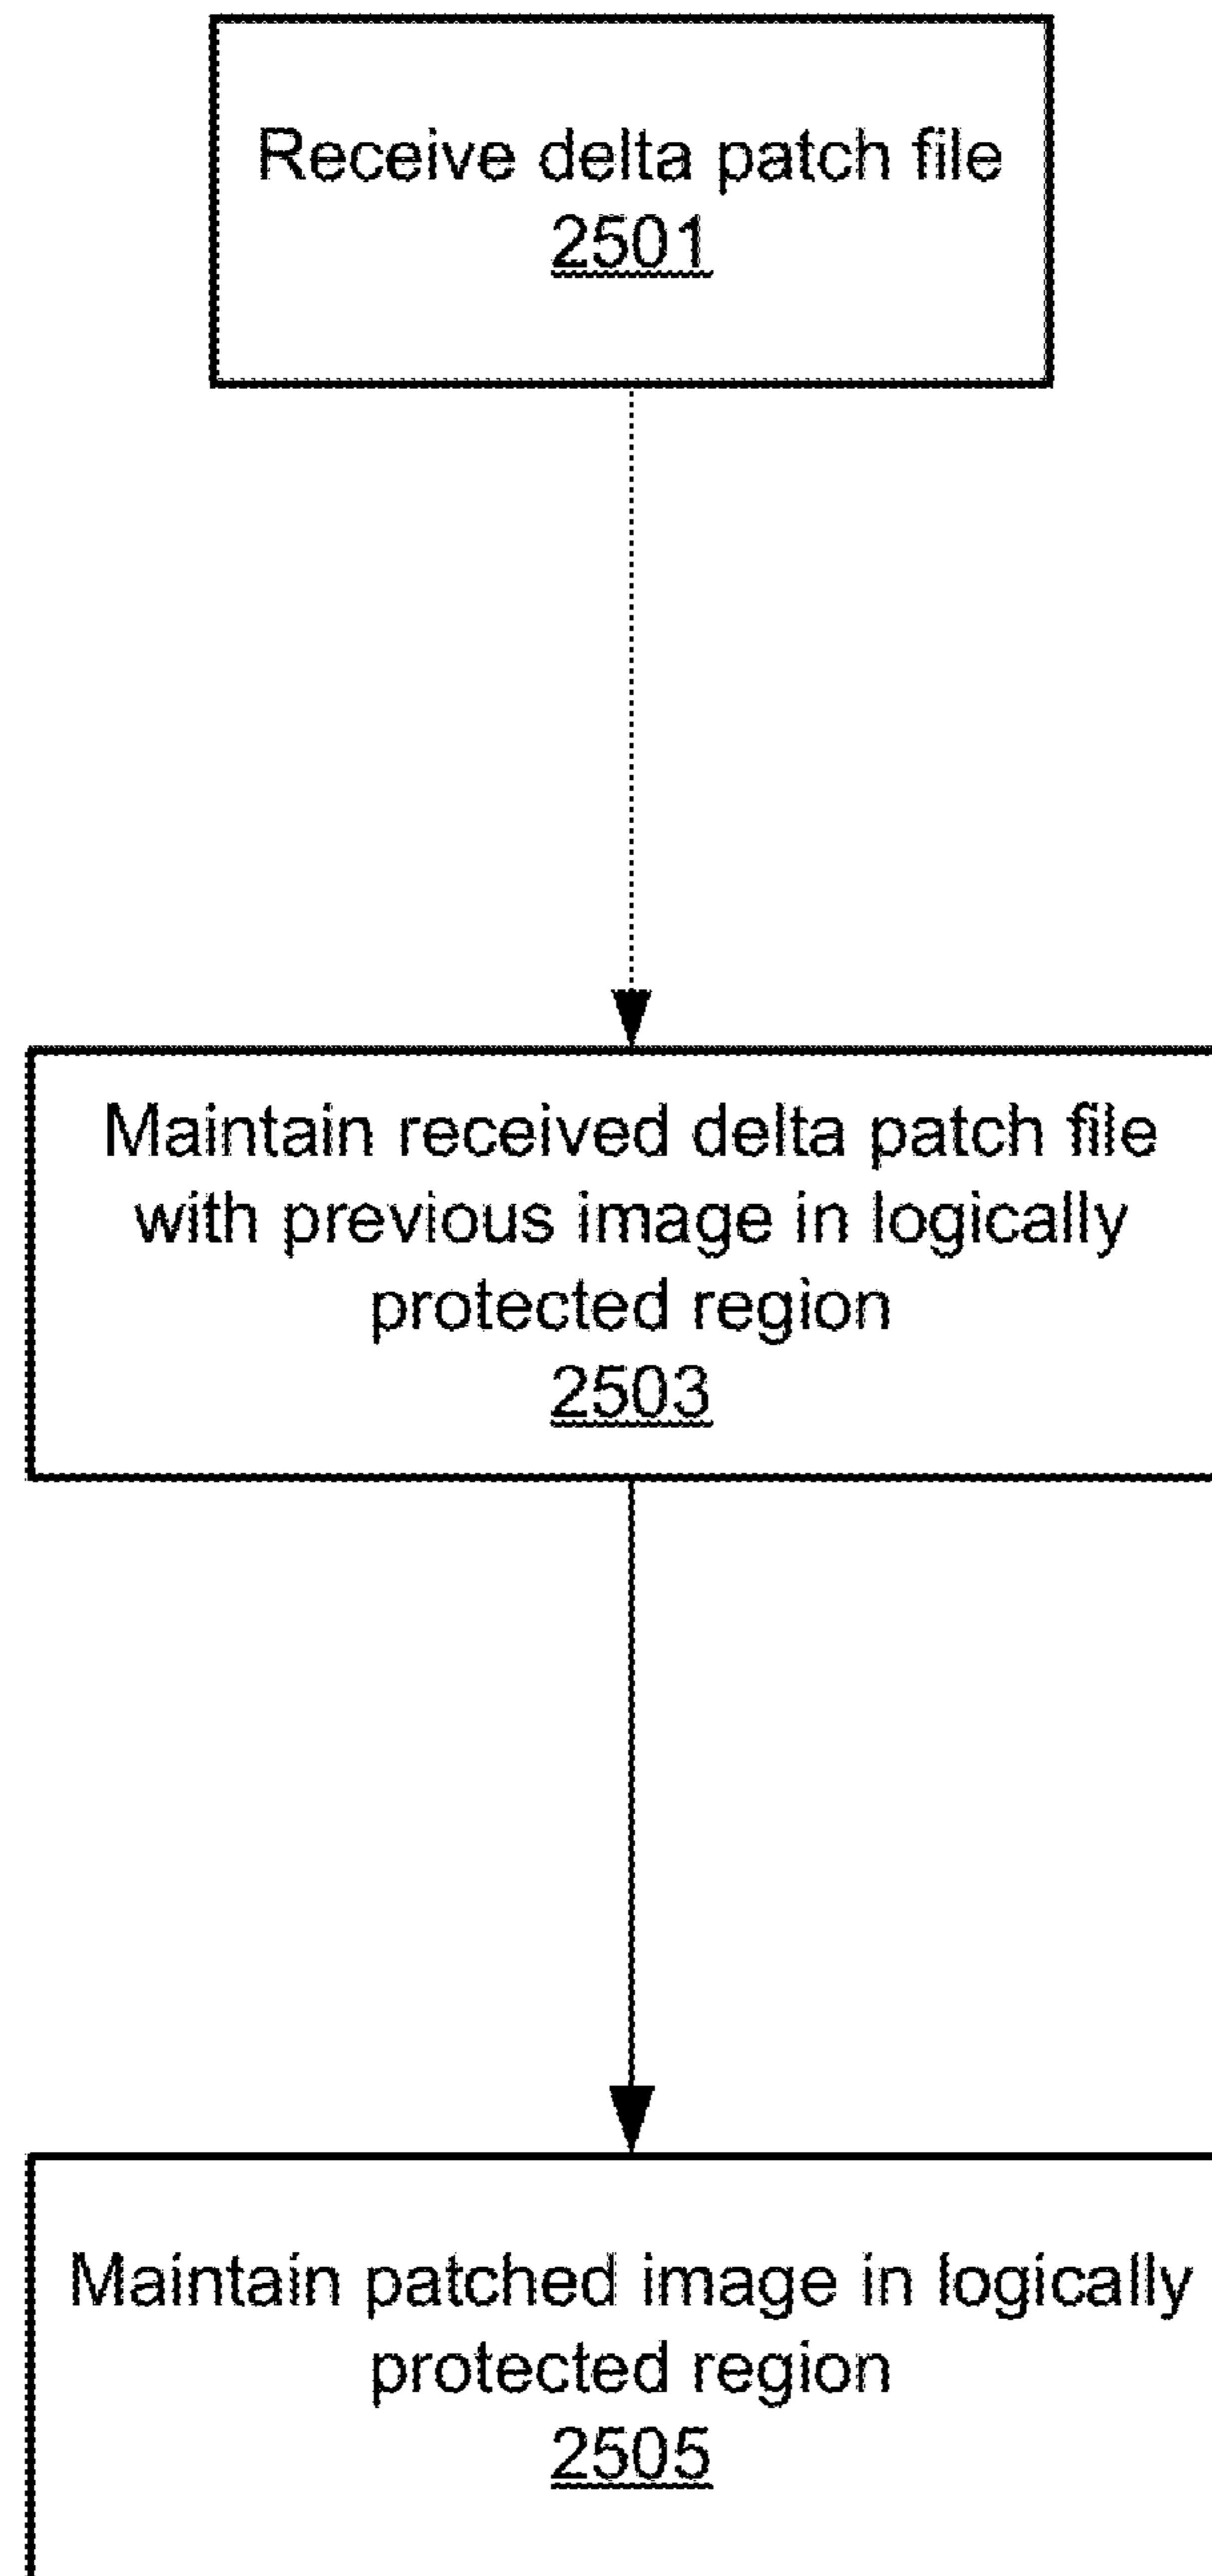 Receive delta patch file
2501
Maintain received delta patch file
with previous image in logically
protected region
2503
Maintain patched image in logically
protected region
2505